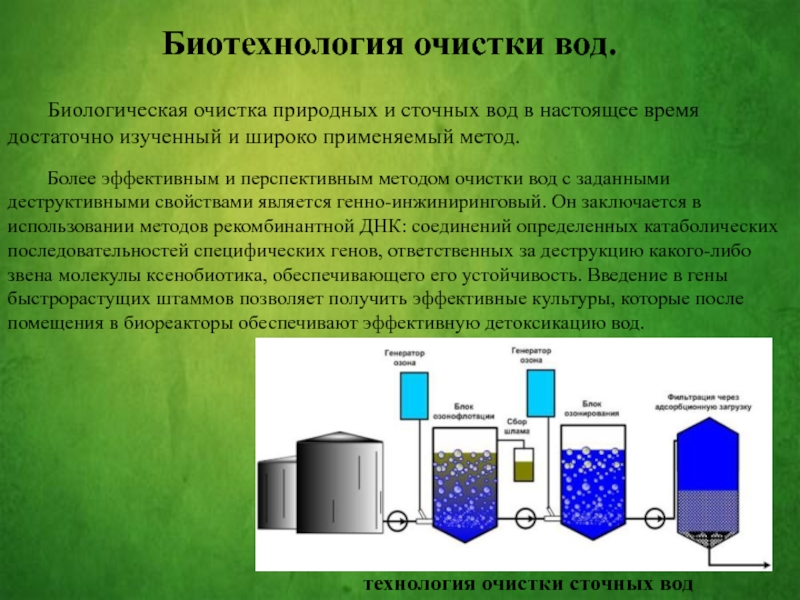 Биотехнология очистки вод.
Биологическая очистка природных и сточных вод в настоящее время
достаточно изученный и широко применяемый метод.
Более эффективным и перспективным методом очистки вод с заданными
деструктивными свойствами является генно-инжиниринговый. Он заключается в
использовании методов рекомбинантной ДНК: соединений определенных катаболических
последовательностей специфических генов, ответственных за деструкцию какого-либо
звена молекулы ксенобиотика, обеспечивающего его устойчивость. Введение в гены
быстрорастущих штаммов позволяет получить эффективные культуры, которые после
помещения в биореакторы обеспечивают эффективную детоксикацию вод.
Генератор
озона
Блок
озонофлотации
Сбор
шлама
Генератор
озона
Блок
озонирования
Фильтрация через
адсорбционную загрузку
технология очистки сточных вод